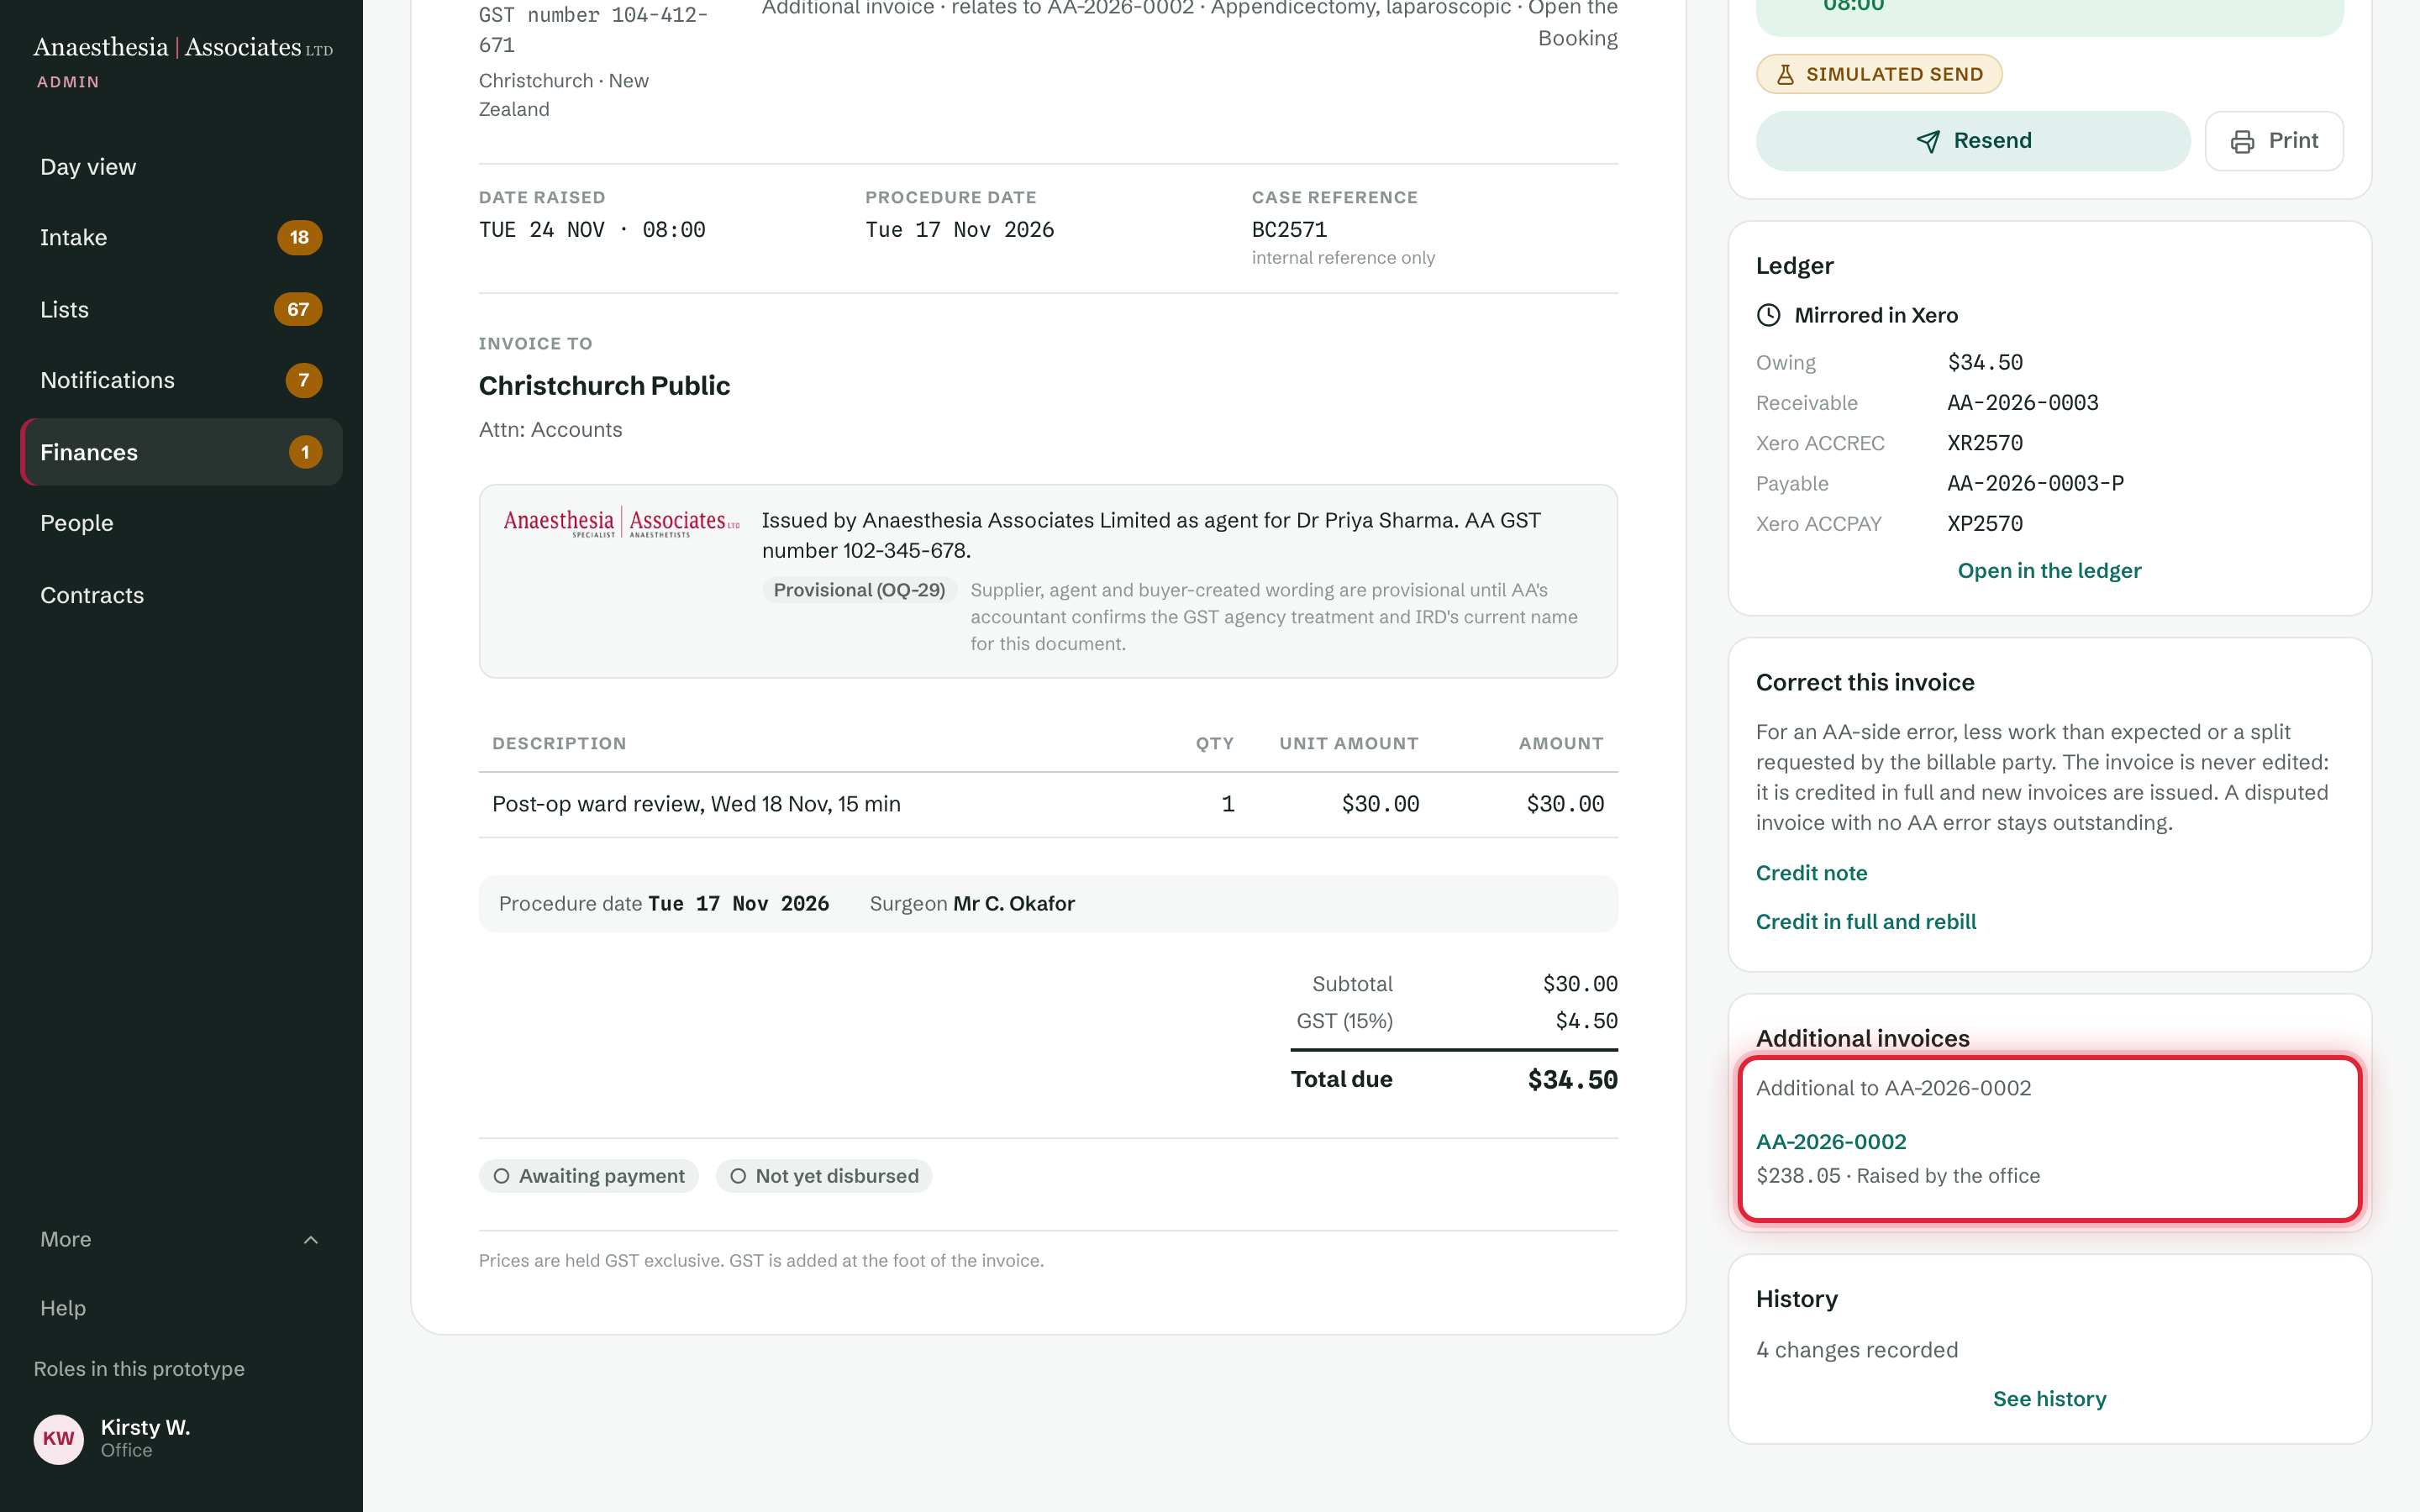 Anaesthesia | Associates LTD
ADMIN
Day view
Intake 18
Lists 67
Notifications 7
Finances 1
People
Contracts
More
Help
Roles in this prototype
KW
Kirsty W.
Office
GST number 104-412-
671
Christchurch · New
Zealand
Additional invoice · relates to AA-2026-0002 · Appendicectomy, laparoscopic · Open the
Booking
DATE RAISED
TUE 24 NOV · 08:00
PROCEDURE DATE
Tue 17 Nov 2026
CASE REFERENCE
BC2571
internal reference only
INVOICE TO
Christchurch Public
Attn: Accounts
Anaesthesia | Associates LTD
SPECIALIST ANAESTHETISTS
Issued by Anaesthesia Associates Limited as agent for Dr Priya Sharma. AA GST
number 102-345-678.
Provisional (OQ-29)
Supplier, agent and buyer-created wording are provisional until AA's
accountant confirms the GST agency treatment and IRD's current name
for this document.
DESCRIPTION QTY UNIT AMOUNT AMOUNT
Post-op ward review, Wed 18 Nov, 15 min 1 $30.00 $30.00
Procedure date Tue 17 Nov 2026 Surgeon Mr C. Okafor
Subtotal $30.00
GST (15%) $4.50
Total due $34.50
Awaiting payment Not yet disbursed
Prices are held GST exclusive. GST is added at the foot of the invoice.
08:00
SIMULATED SEND
Resend Print
Ledger
Mirrored in Xero
Owing $34.50
Receivable AA-2026-0003
Xero ACCREC XR2570
Payable AA-2026-0003-P
Xero ACCPAY XP2570
Open in the ledger
Correct this invoice
For an AA-side error, less work than expected or a split
requested by the billable party. The invoice is never edited:
it is credited in full and new invoices are issued. A disputed
invoice with no AA error stays outstanding.
Credit note
Credit in full and rebill
Additional invoices
Additional to AA-2026-0002
AA-2026-0002
$238.05 · Raised by the office
History
4 changes recorded
See history